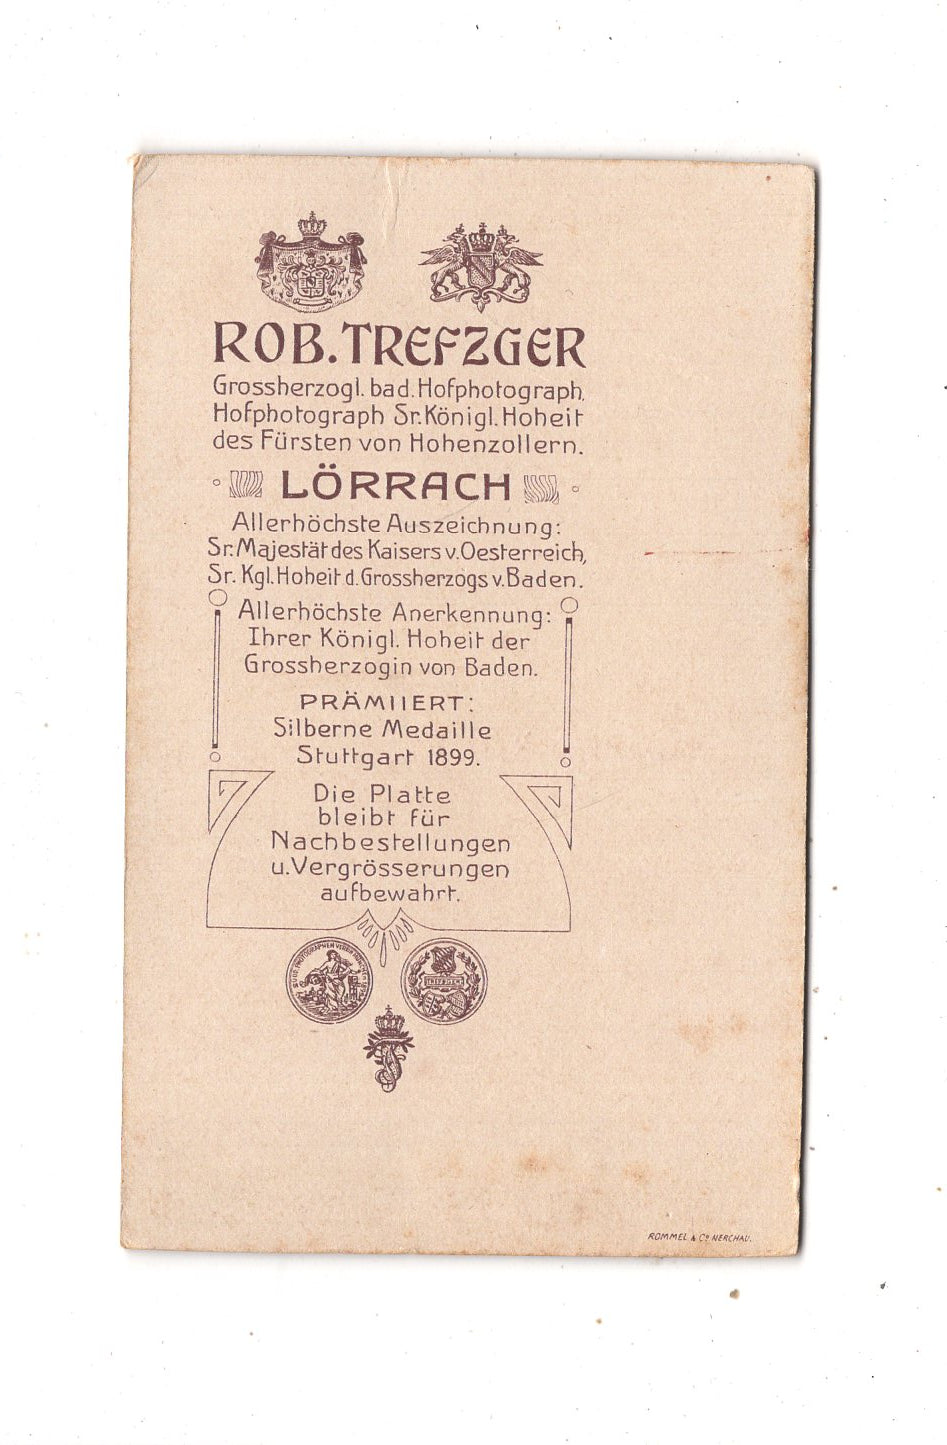 ROB. TREFZGER
Grossherzogl. bad. Hofphotograph,
Hofphotograph Sr. Königl. Hoheit
des Fürsten von Hohenzollern.
LÖRRACH
Allerhöchste Auszeichnung:
Sr. Majestät des Kaisers v. Oesterreich,
Sr. Kgl. Hoheit d. Grossherzogs v. Baden.
Allerhöchste Anerkennung:
Ihrer Königl. Hoheit der
Grossherzogin von Baden.
PRÄMIIERT:
Silberne Medaille
Stuttgart 1899.
Die Platte
bleibt für
Nachbestellungen
u. Vergrösserungen
aufbewahrt.
PHOTOGRAPHEN VEREIN
ROMMEL & Co. NERCHAU.